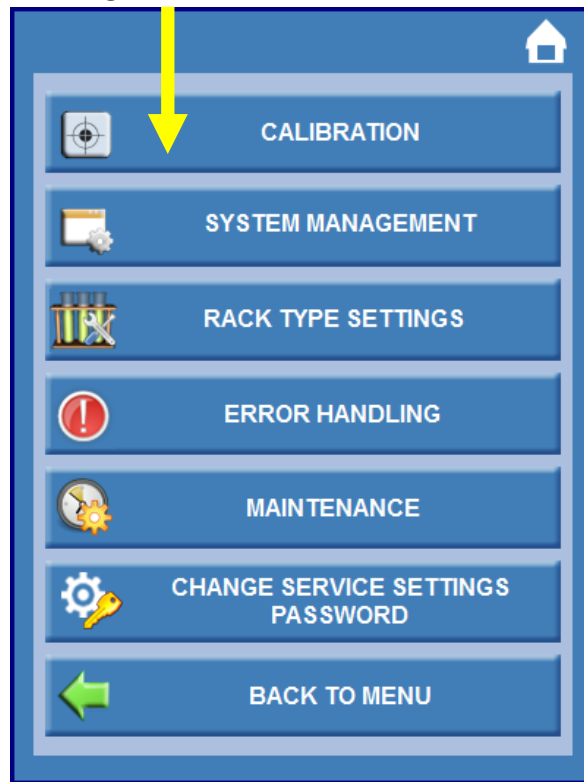 CALIBRATION
SYSTEM MANAGEMENT
RACK TYPE SETTINGS
ERROR HANDLING
MAINTENANCE
CHANGE SERVICE SETTINGS
PASSWORD
BACK TO MENU